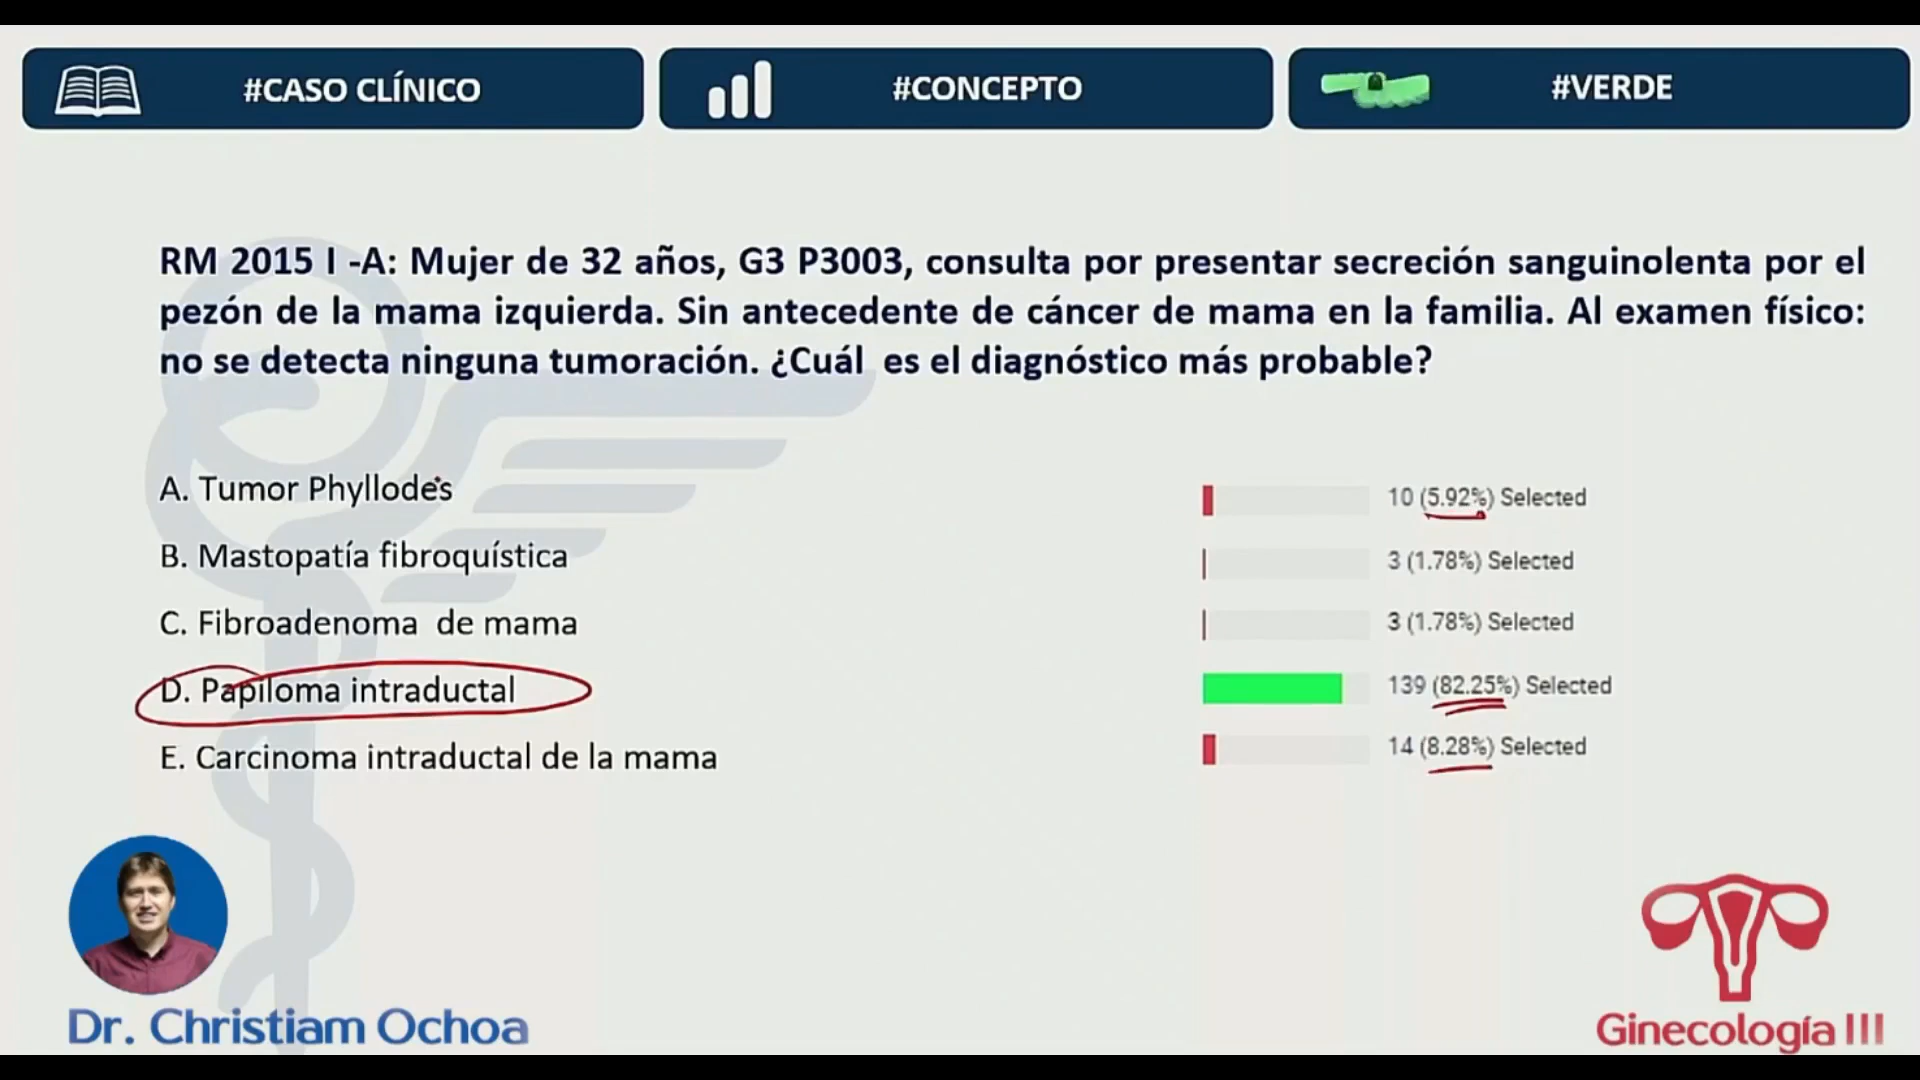 #CASO CLÍNICO
#CONCEPTO
#VERDE
RM 2015 I -A: Mujer de 32 años, G3 P3003, consulta por presentar secreción sanguinolenta por el
pezón de la mama izquierda. Sin antecedente de cáncer de mama en la familia. Al examen físico:
no se detecta ninguna tumoración. ¿Cuál es el diagnóstico más probable?
A. Tumor Phyllodes
10 (5.92%) Selected
B. Mastopatía fibroquística
3 (1.78%) Selected
C. Fibroadenoma de mama
3 (1.78%) Selected
D. Papiloma intraductal
139 (82.25%) Selected
E. Carcinoma intraductal de la mama
14 (8.28%) Selected
Dr. Christiam Ochoa
Ginecología III